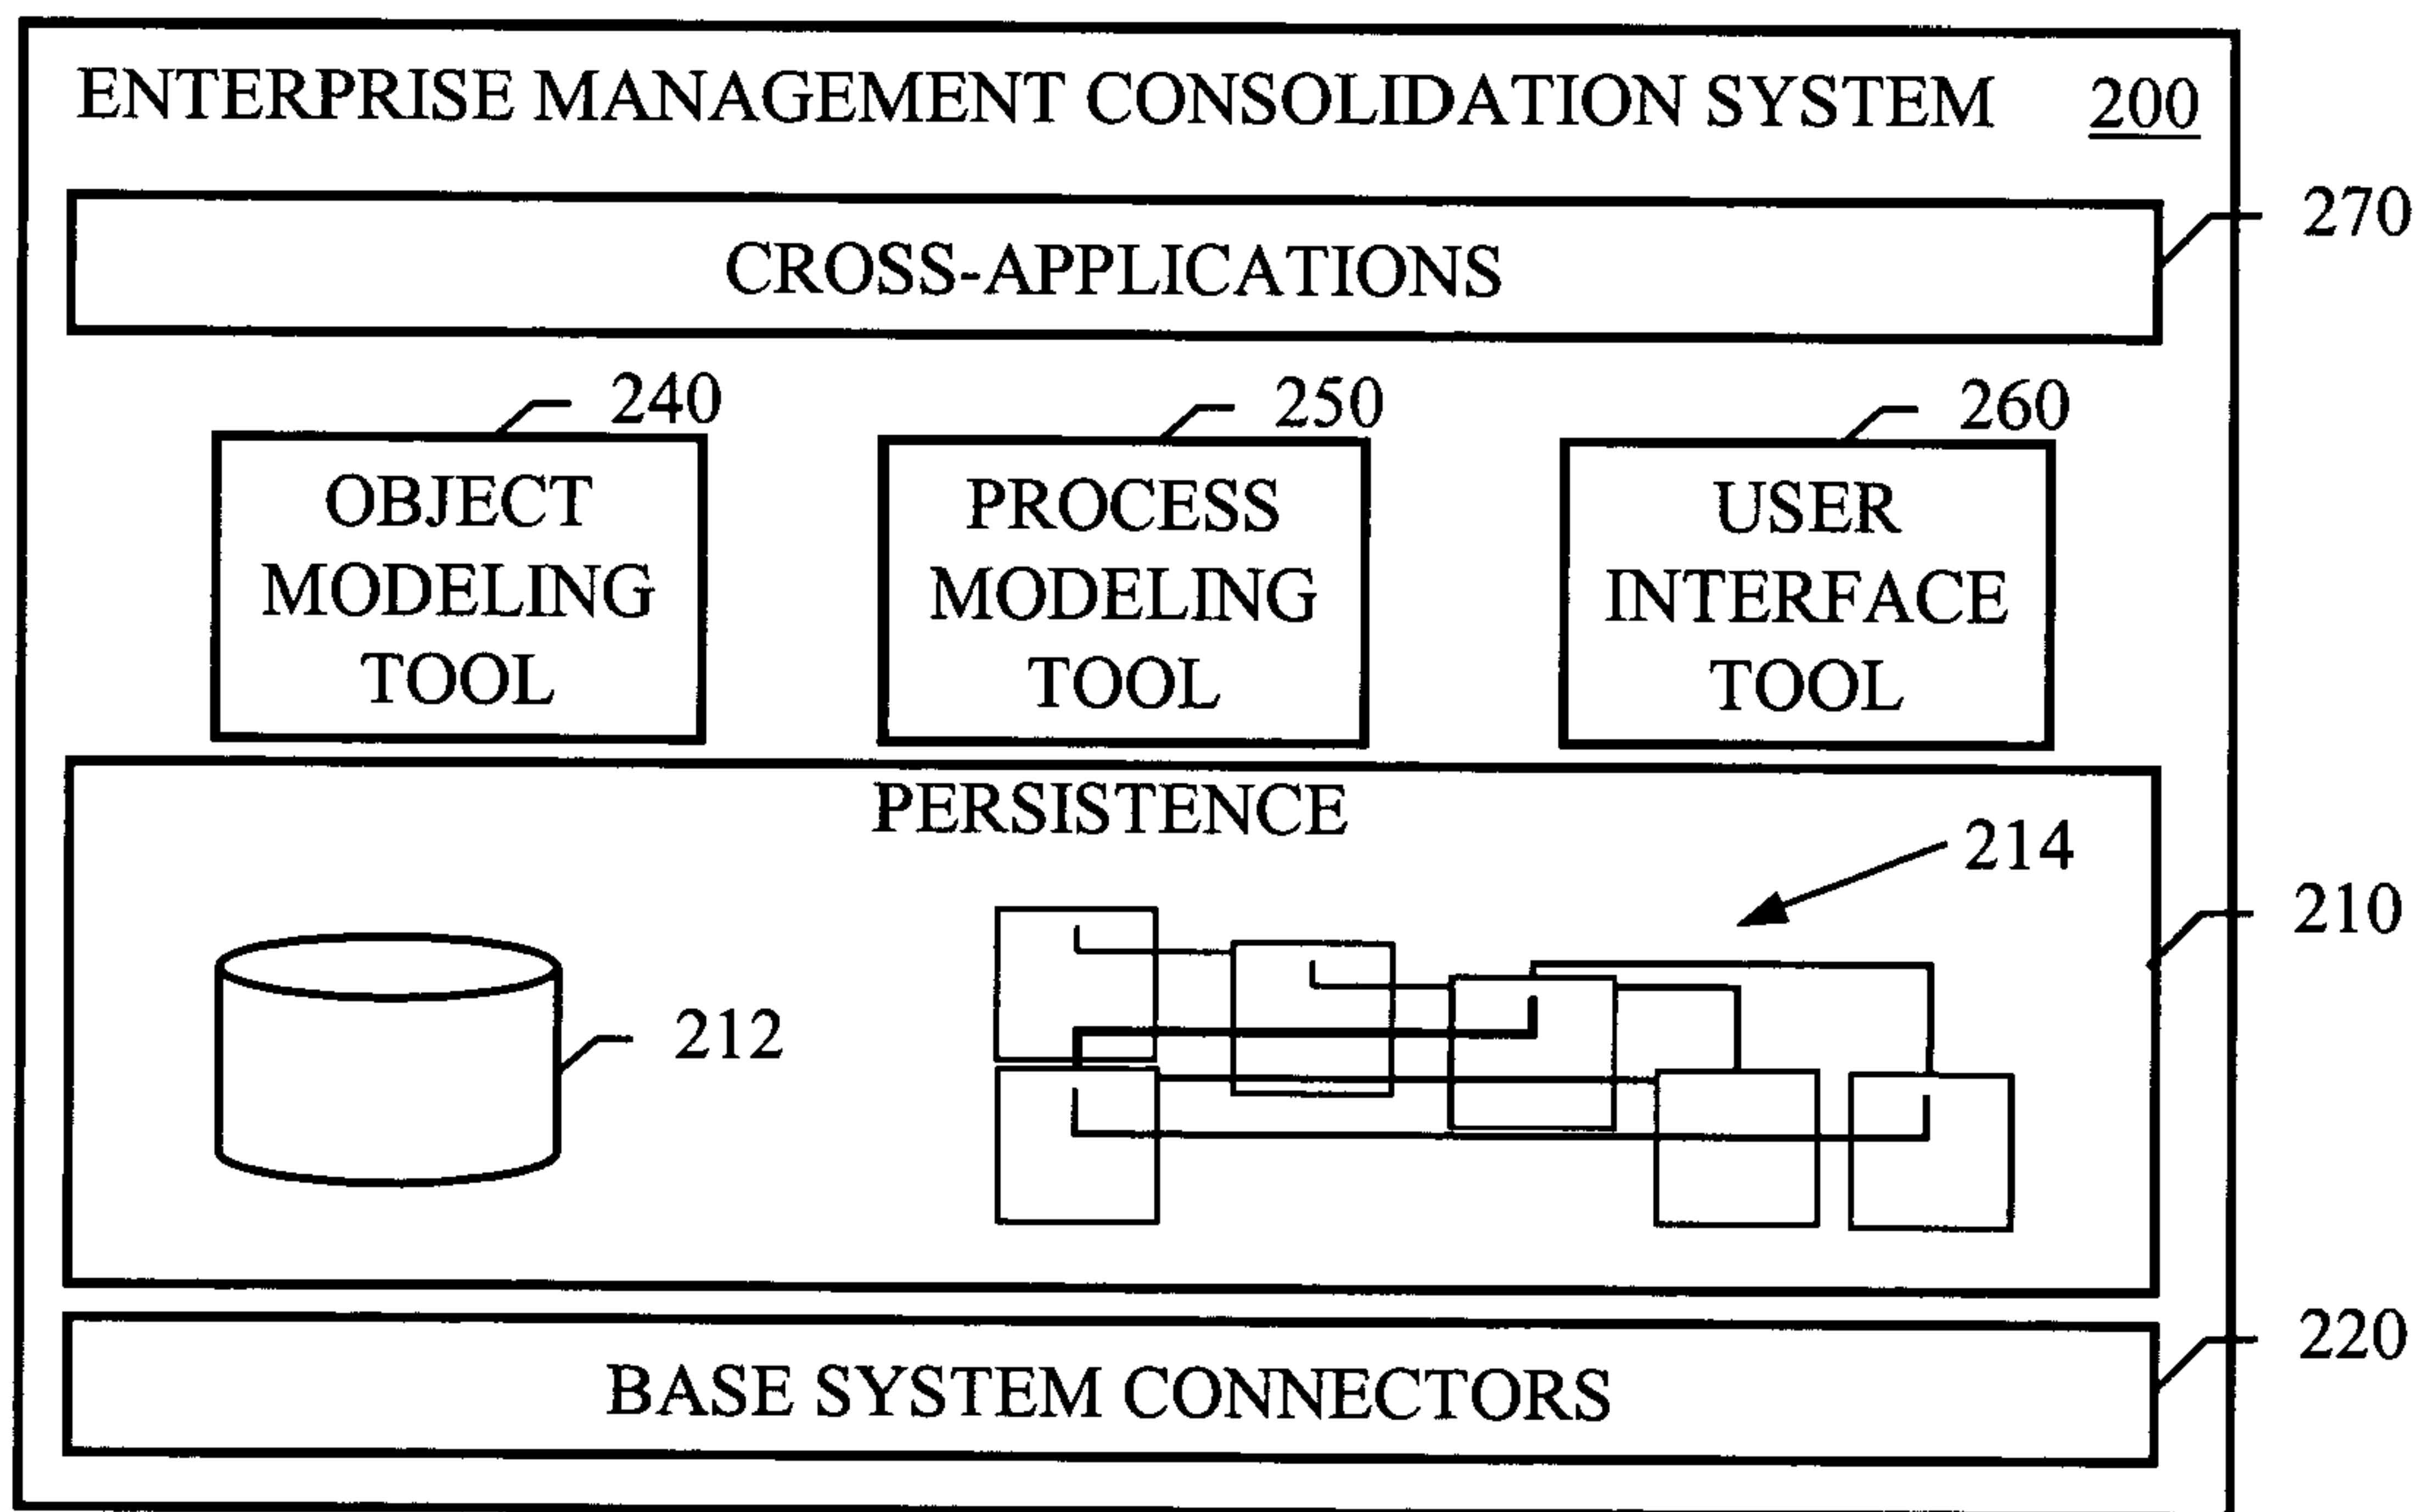 ENTERPRISE MANAGEMENT CONSOLIDATION SYSTEM 200
270
CROSS-APPLICATIONS
240
250
260
OBJECT
MODELING
TOOL
PROCESS
MODELING
TOOL
USER
INTERFACE
TOOL
PERSISTENCE
214
210
212
220
BASE SYSTEM CONNECTORS